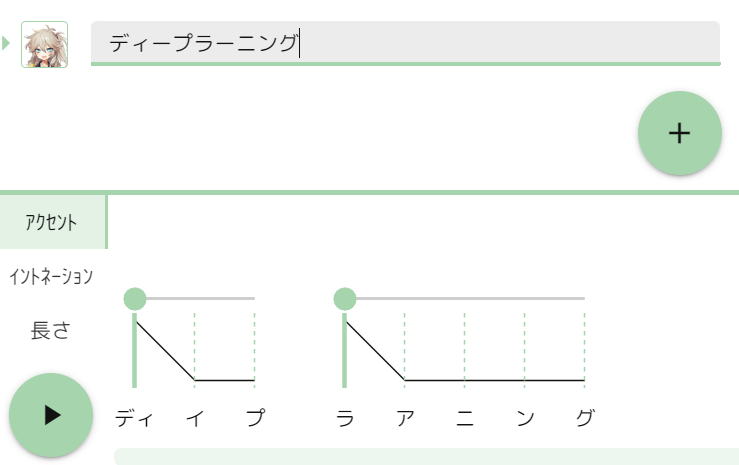 ディープラーニング
+
アクセント
イントネーション
長さ
ディ イ プ ラ ア ニ ン グ